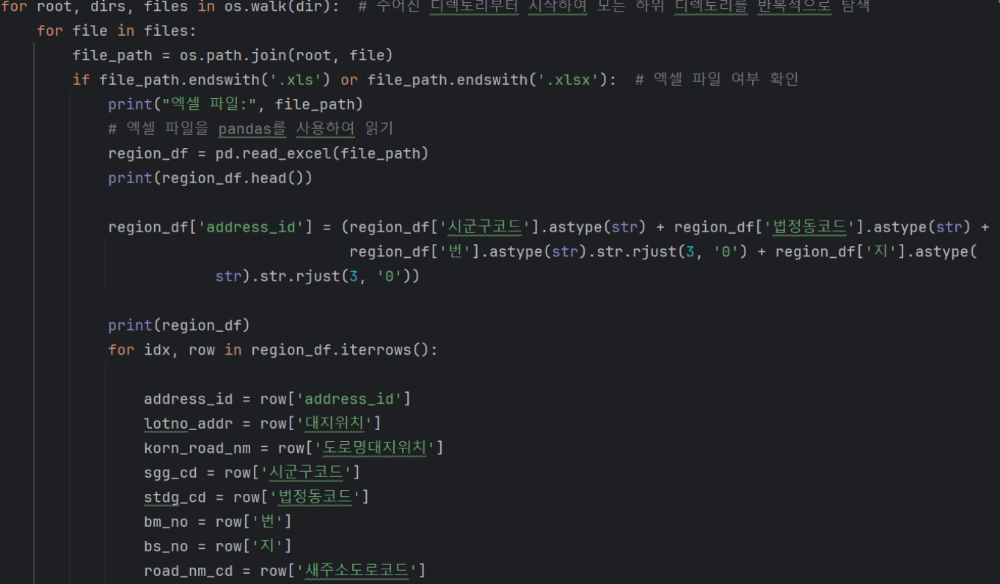 for root, dirs, files in os.walk(dir):  # 주어진 디렉토리부터 시작하여 모든 하위 디렉토리를 반복적으로 탐색
    for file in files:
        file_path = os.path.join(root, file)
        if file_path.endswith('.xls') or file_path.endswith('.xlsx'):  # 엑셀 파일 여부 확인
            print("엑셀 파일:", file_path)
            # 엑셀 파일을 pandas를 사용하여 읽기
            region_df = pd.read_excel(file_path)
            print(region_df.head())
            region_df['address_id'] = (region_df['시군구코드'].astype(str) + region_df['법정동코드'].astype(str) +
                                       region_df['번'].astype(str).str.rjust(3, '0') + region_df['지'].astype(
                        str).str.rjust(3, '0'))
            print(region_df)
            for idx, row in region_df.iterrows():
                address_id = row['address_id']
                lotno_addr = row['대지위치']
                korn_road_nm = row['도로명대지위치']
                sgg_cd = row['시군구코드']
                stdg_cd = row['법정동코드']
                bm_no = row['번']
                bs_no = row['지']
                road_nm_cd = row['새주소도로코드']